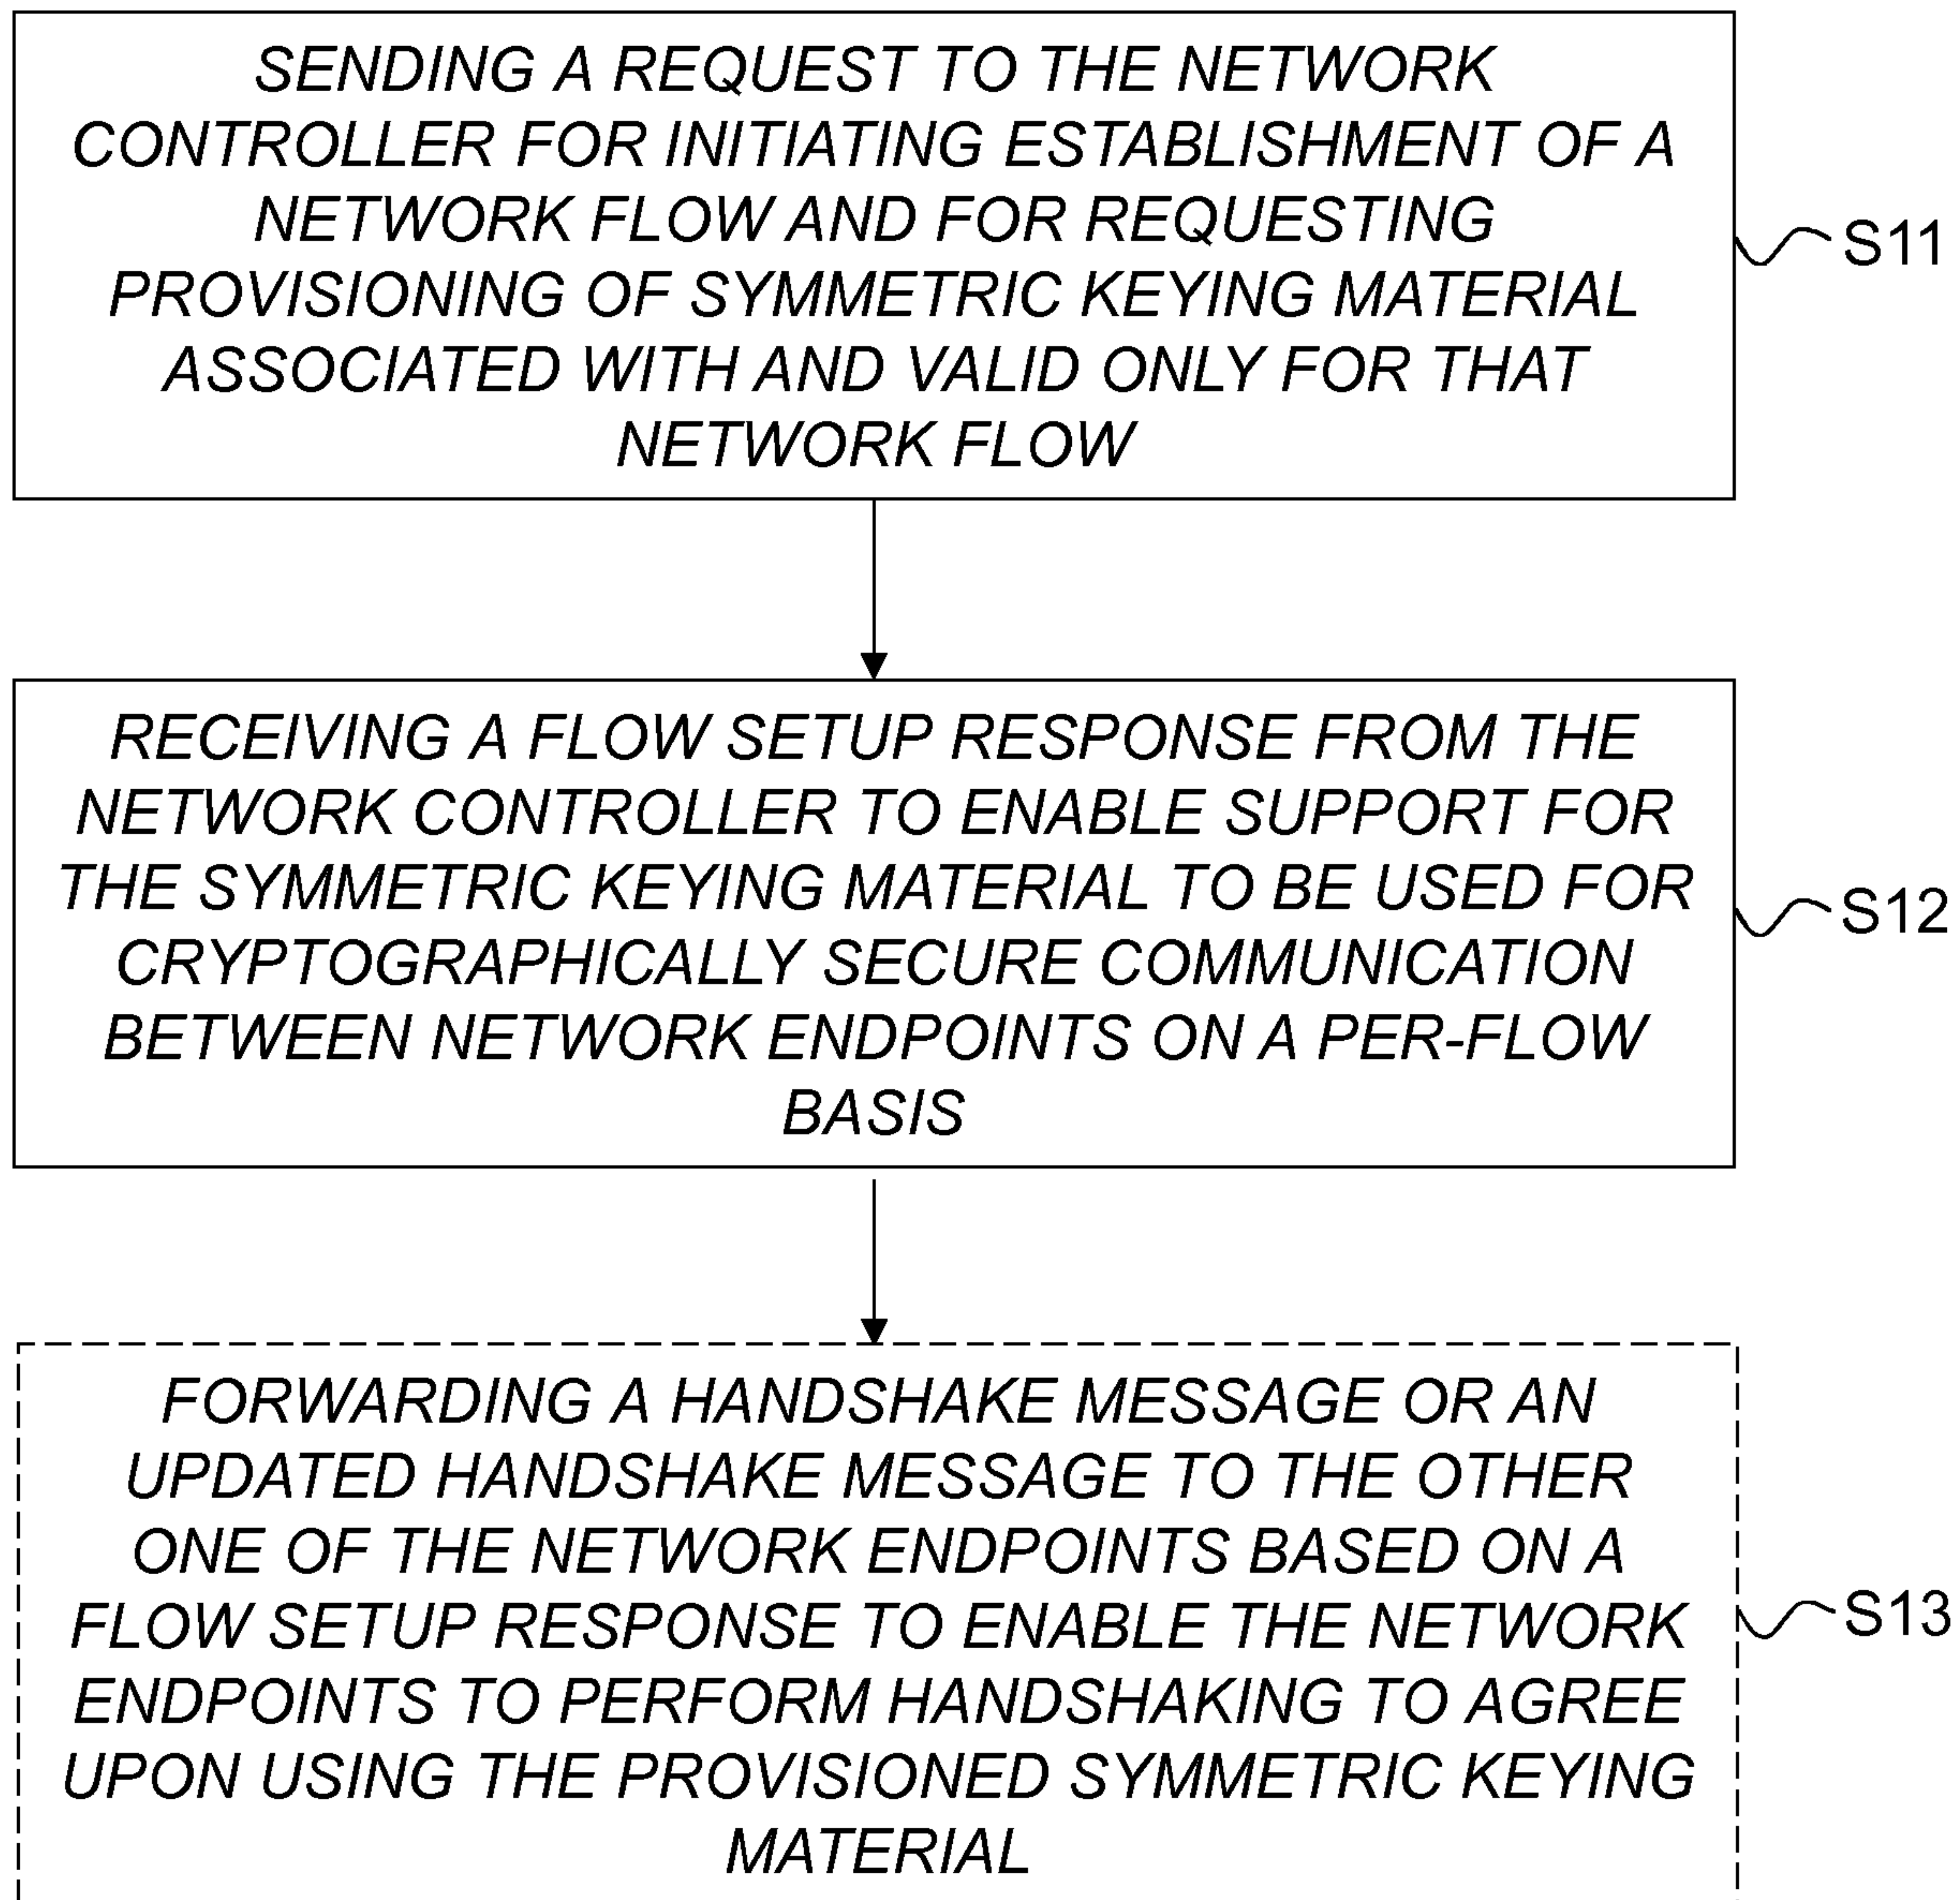 SENDING A REQUEST TO THE NETWORK
CONTROLLER FOR INITIATING ESTABLISHMENT OF A
NETWORK FLOW AND FOR REQUESTING
PROVISIONING OF SYMMETRIC KEYING MATERIAL
ASSOCIATED WITH AND VALID ONLY FOR THAT
NETWORK FLOW
S11
RECEIVING A FLOW SETUP RESPONSE FROM THE
NETWORK CONTROLLER TO ENABLE SUPPORT FOR
THE SYMMETRIC KEYING MATERIAL TO BE USED FOR
CRYPTOGRAPHICALLY SECURE COMMUNICATION
BETWEEN NETWORK ENDPOINTS ON A PER-FLOW
BASIS
S12
FORWARDING A HANDSHAKE MESSAGE OR AN
UPDATED HANDSHAKE MESSAGE TO THE OTHER
ONE OF THE NETWORK ENDPOINTS BASED ON A
FLOW SETUP RESPONSE TO ENABLE THE NETWORK
ENDPOINTS TO PERFORM HANDSHAKING TO AGREE
UPON USING THE PROVISIONED SYMMETRIC KEYING
MATERIAL
S13